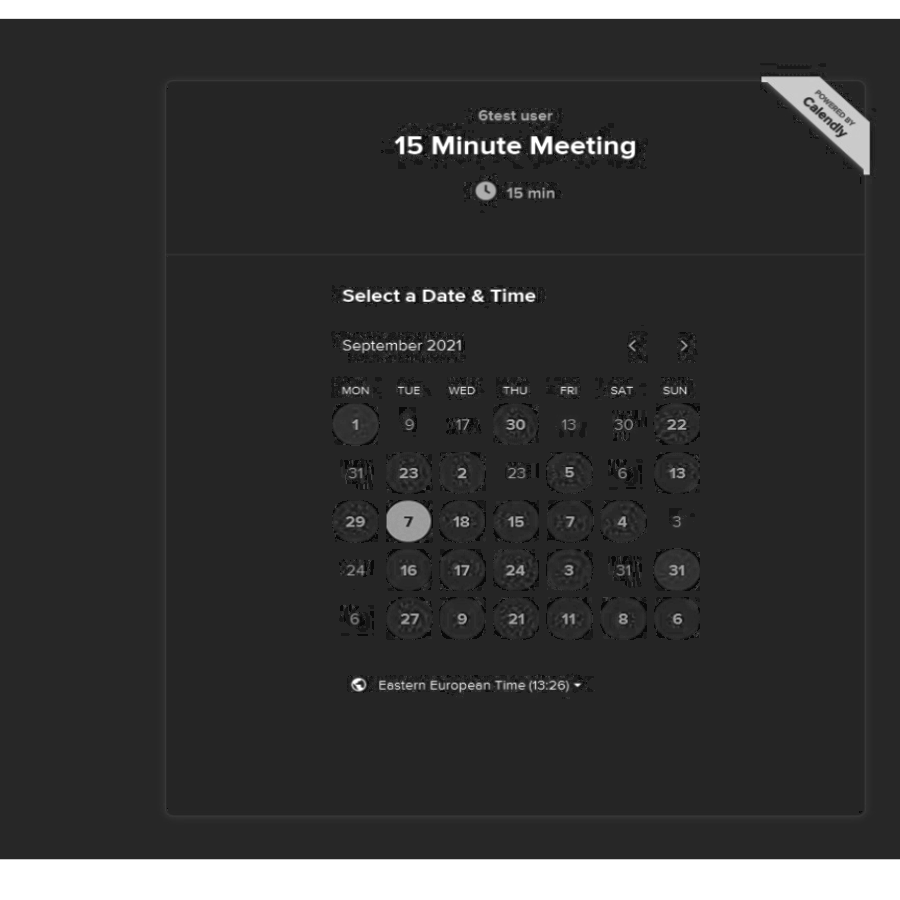 POWERED BY
Calendly
6test user
15 Minute Meeting
15 min
Select a Date & Time
September 2021
MON TUE WED THU FRI SAT SUN
1 9 17 30 13 30 22
31 23 2 23 5 6 13
29 7 18 15 7 4 3
24 16 17 24 3 31 31
6 27 9 21 11 8 6
Eastern European Time (13:26)